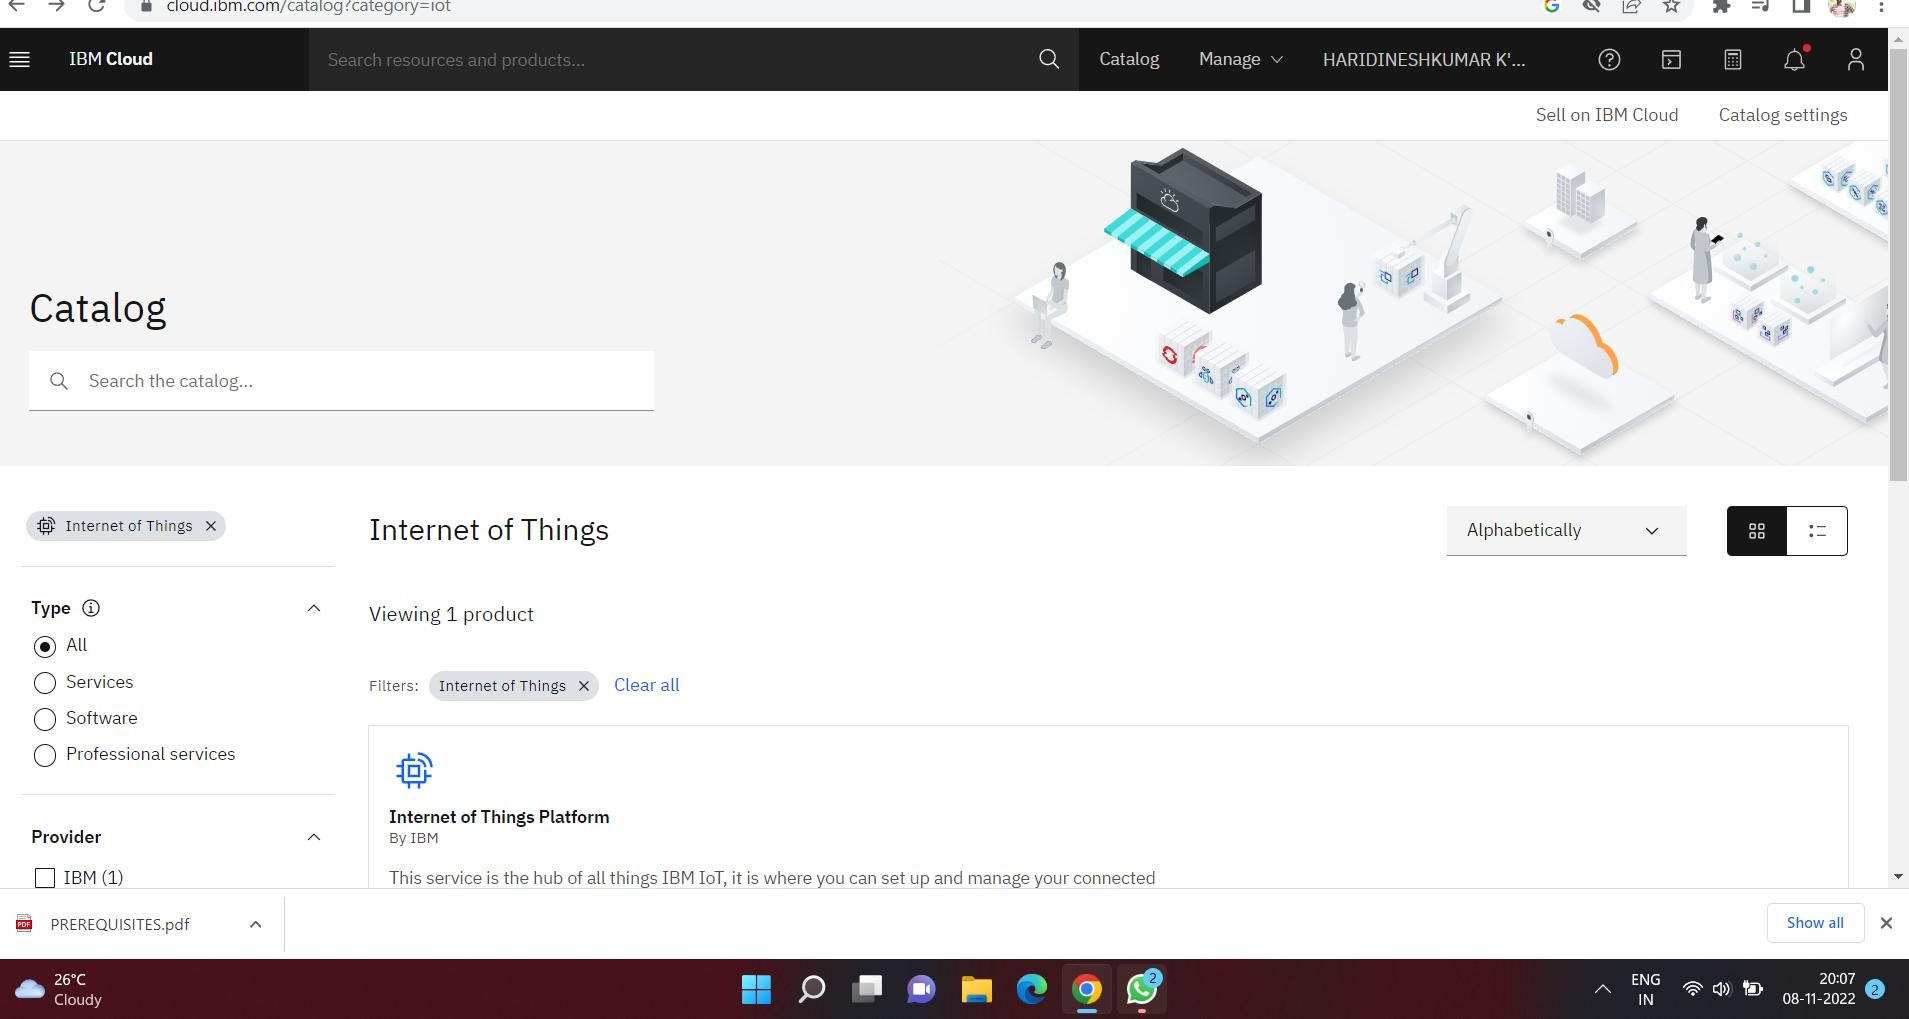 cloud.ibm.com/catalog?category=iot
IBM Cloud
Search resources and products...
Catalog
Manage
HARIDINESHKUMAR K'...
Sell on IBM Cloud
Catalog settings
Catalog
Search the catalog...
Internet of Things
Internet of Things
Alphabetically
Type
All
Services
Software
Professional services
Viewing 1 product
Filters: Internet of Things Clear all
Internet of Things Platform
By IBM
This service is the hub of all things IBM IoT, it is where you can set up and manage your connected
Provider
IBM (1)
PDF
PREREQUISITES.pdf
Show all
26°C
Cloudy
2
ENG
IN
20:07
08-11-2022
2